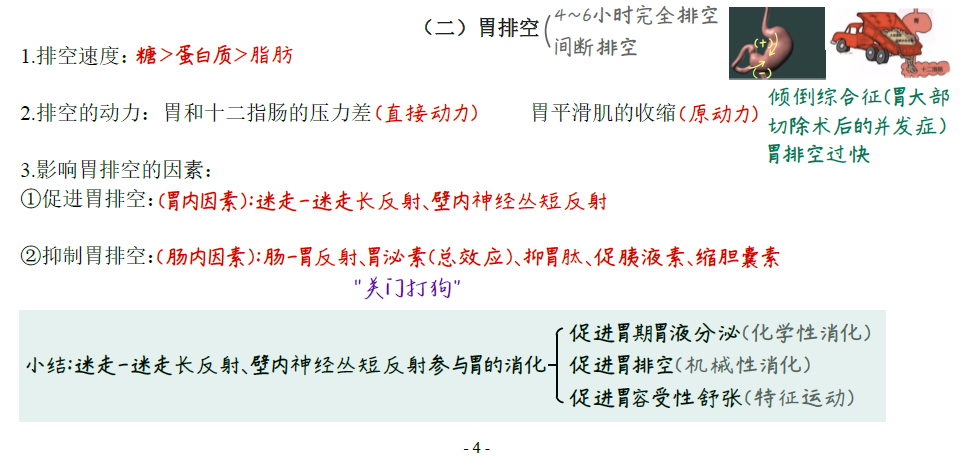 （二）胃排空
4~6小时完全排空
间断排空
(+)
(-)
十二指肠
1.排空速度：糖>蛋白质>脂肪
2.排空的动力：胃和十二指肠的压力差(直接动力)  胃平滑肌的收缩(原动力)
倾倒综合征(胃大部
切除术后的并发症)
胃排空过快
3.影响胃排空的因素：
①促进胃排空：(胃内因素)：迷走-迷走长反射、壁内神经丛短反射
②抑制胃排空：(肠内因素)：肠-胃反射、胃泌素(总效应)、抑胃肽、促胰液素、缩胆囊素
"关门打狗"
小结：迷走-迷走长反射、壁内神经丛短反射参与胃的消化
促进胃期胃液分泌(化学性消化)
促进胃排空(机械性消化)
促进胃容受性舒张(特征运动)
- 4 -